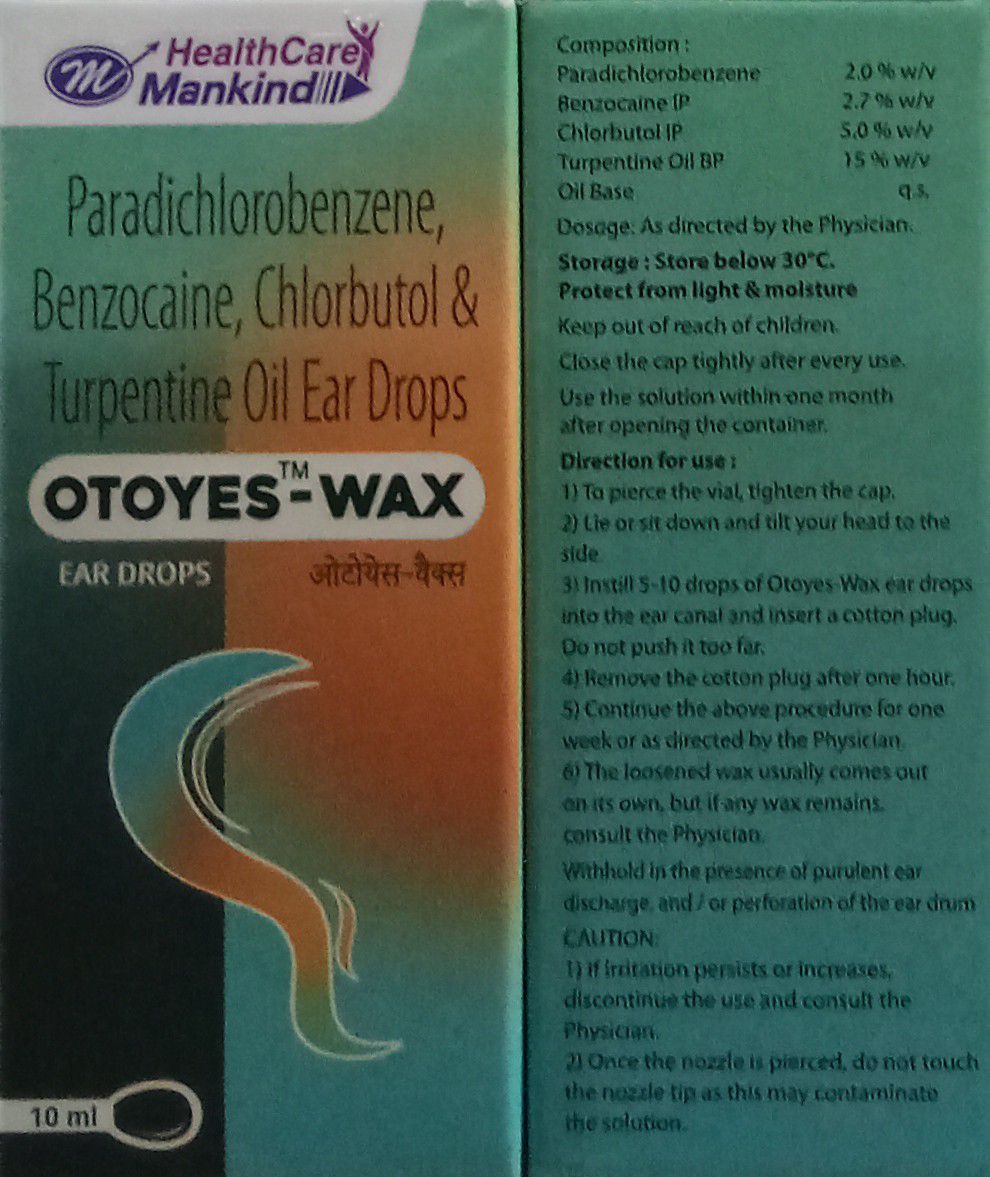 HealthCare
Mankind
Paradichlorobenzene,
Benzocaine, Chlorbutol &
Turpentine Oil Ear Drops
OTOYES™-WAX
EAR DROPS
ओटोयेस-वैक्स
10 ml
Composition :
Paradichlorobenzene 2.0 % w/v
Benzocaine IP 2.7 % w/v
Chlorbutol IP 5.0 % w/v
Turpentine Oil BP 15 % w/v
Oil Base q.s.
Dosage: As directed by the Physician.
Storage : Store below 30°C.
Protect from light & moisture
Keep out of reach of children.
Close the cap tightly after every use.
Use the solution within one month
after opening the container.
Direction for use :
1) To pierce the vial, tighten the cap.
2) Lie or sit down and tilt your head to the
side.
3) Instill 5-10 drops of Otoyes-Wax ear drops
into the ear canal and insert a cotton plug.
Do not push it too far.
4) Remove the cotton plug after one hour.
5) Continue the above procedure for one
week or as directed by the Physician.
6) The loosened wax usually comes out
on its own, but if any wax remains,
consult the Physician.
Withhold in the presence of purulent ear
discharge, and / or perforation of the ear drum
CAUTION:
1) If irritation persists or increases,
discontinue the use and consult the
Physician.
2) Once the nozzle is pierced, do not touch
the nozzle tip as this may contaminate
the solution.